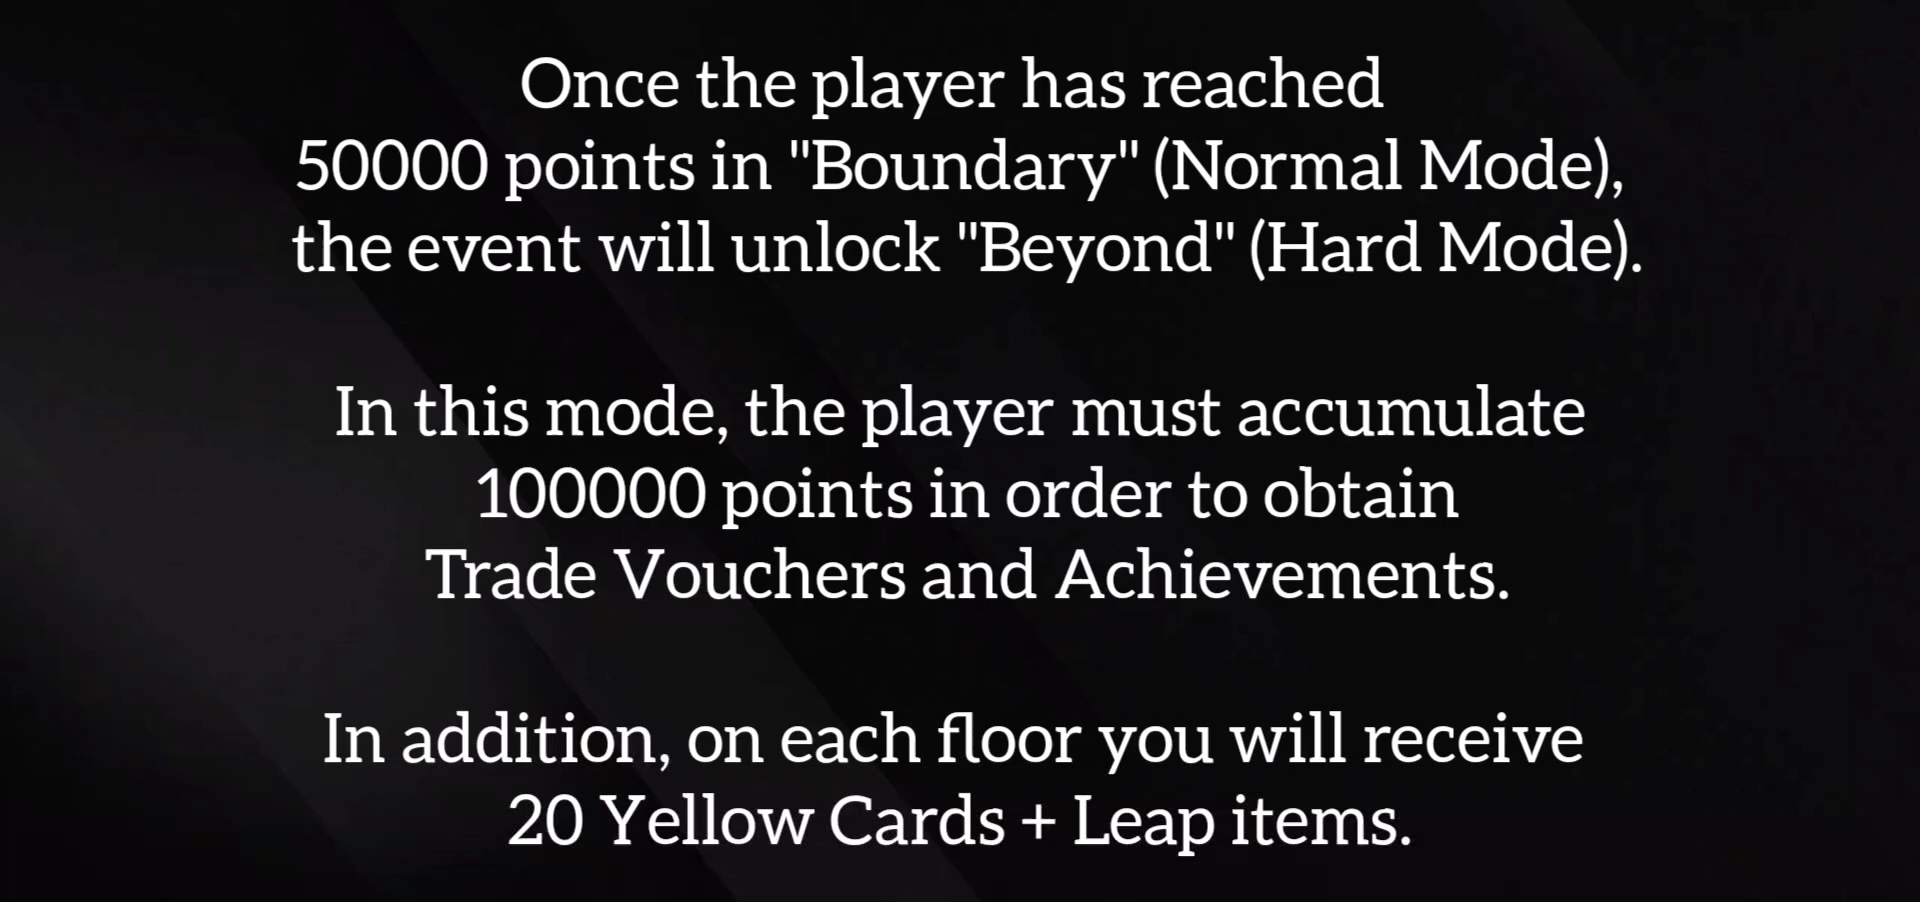 Once the player has reached
50000 points in "Boundary" (Normal Mode),
the event will unlock "Beyond" (Hard Mode).
In this mode, the player must accumulate
100000 points in order to obtain
Trade Vouchers and Achievements.
In addition, on each floor you will receive
20 Yellow Cards + Leap items.